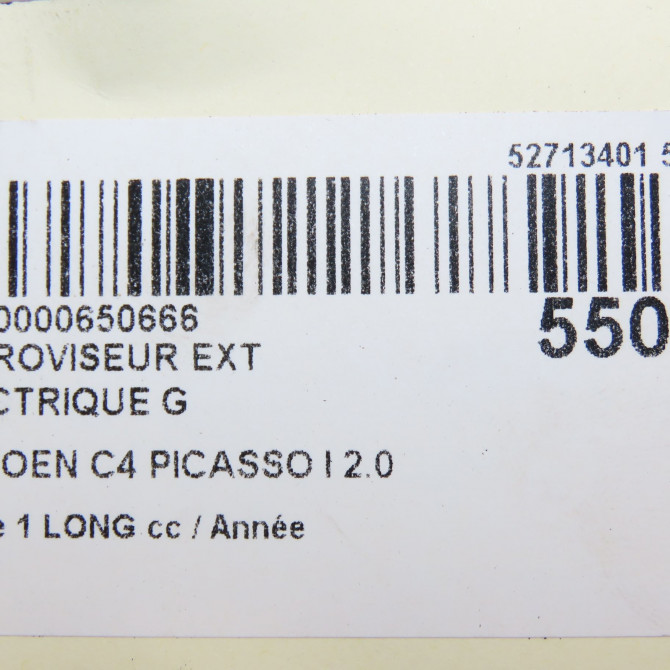 52713401 5
0000650666
550
ROVISEUR EXT
CTRIQUE G
OEN C4 PICASSO I 2.0
e 1 LONG cc / Année